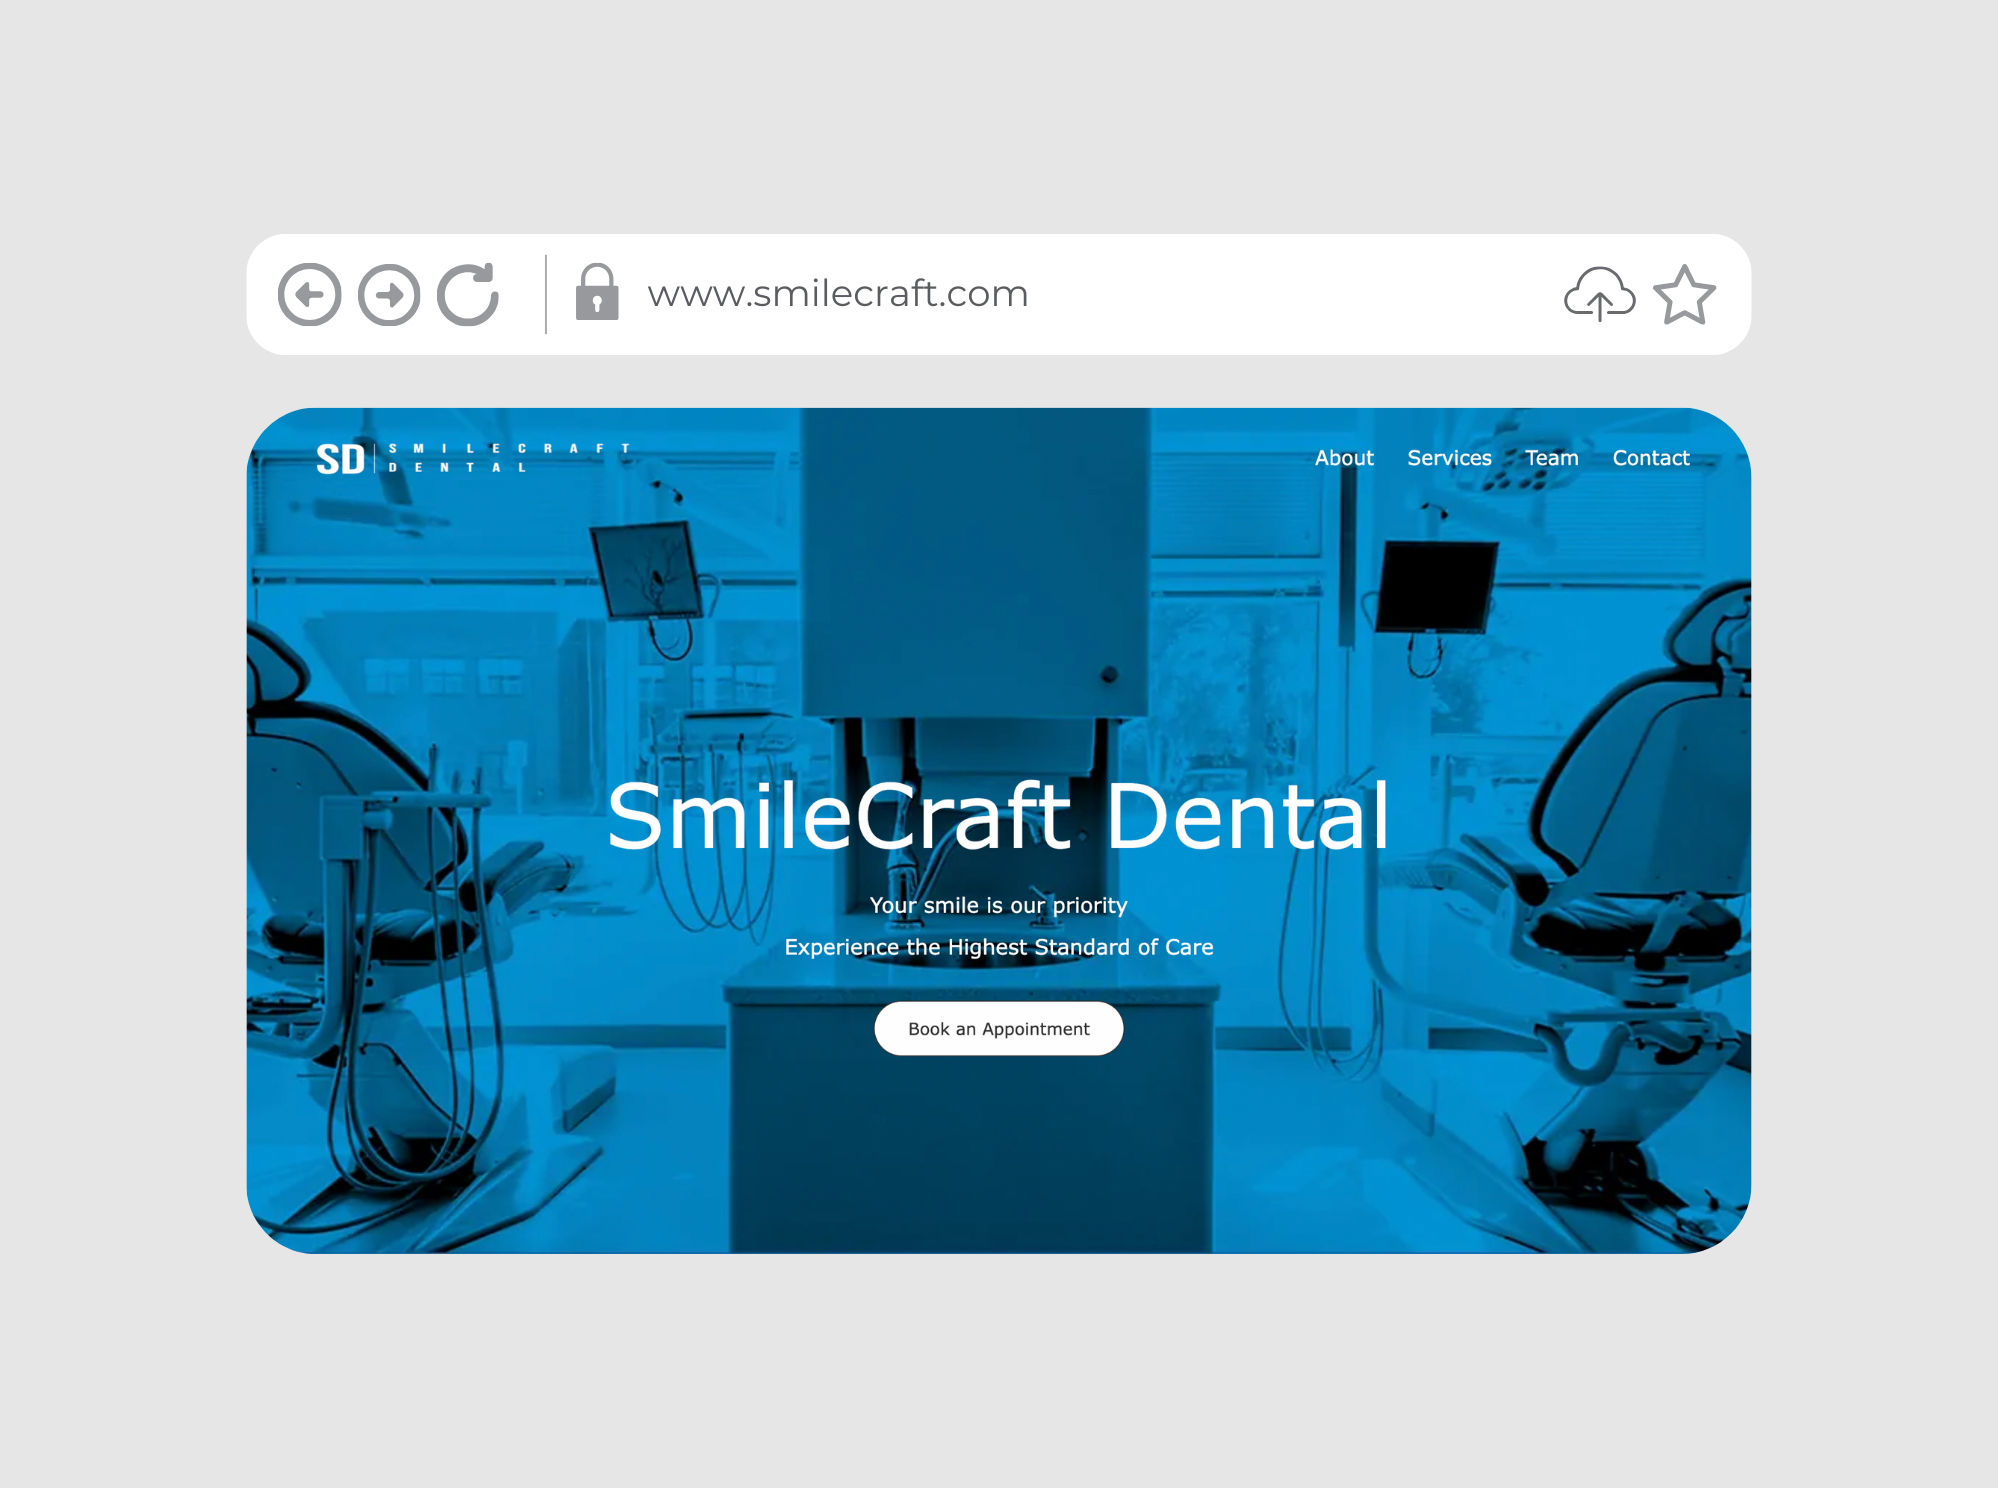 www.smilecraft.com
SD
SMILECRAFT
DENTAL
About Services Team Contact
SmileCraft Dental
Your smile is our priority
Experience the Highest Standard of Care
Book an Appointment